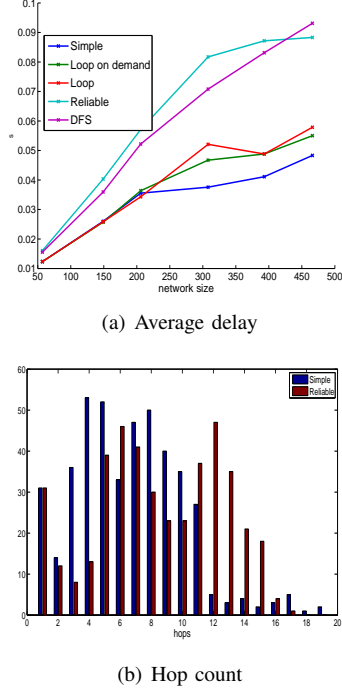 0.1
0.09
0.08
0.07
0.06
0.05
0.04
0.03
0.02
0.01
s
Simple
Loop on demand
Loop
Reliable
DFS
50 100 150 200 250 300 350 400 450 500
network size
(a) Average delay
60
50
40
30
20
10
0
Simple
Reliable
0 2 4 6 8 10 12 14 16 18 20
hops
(b) Hop count